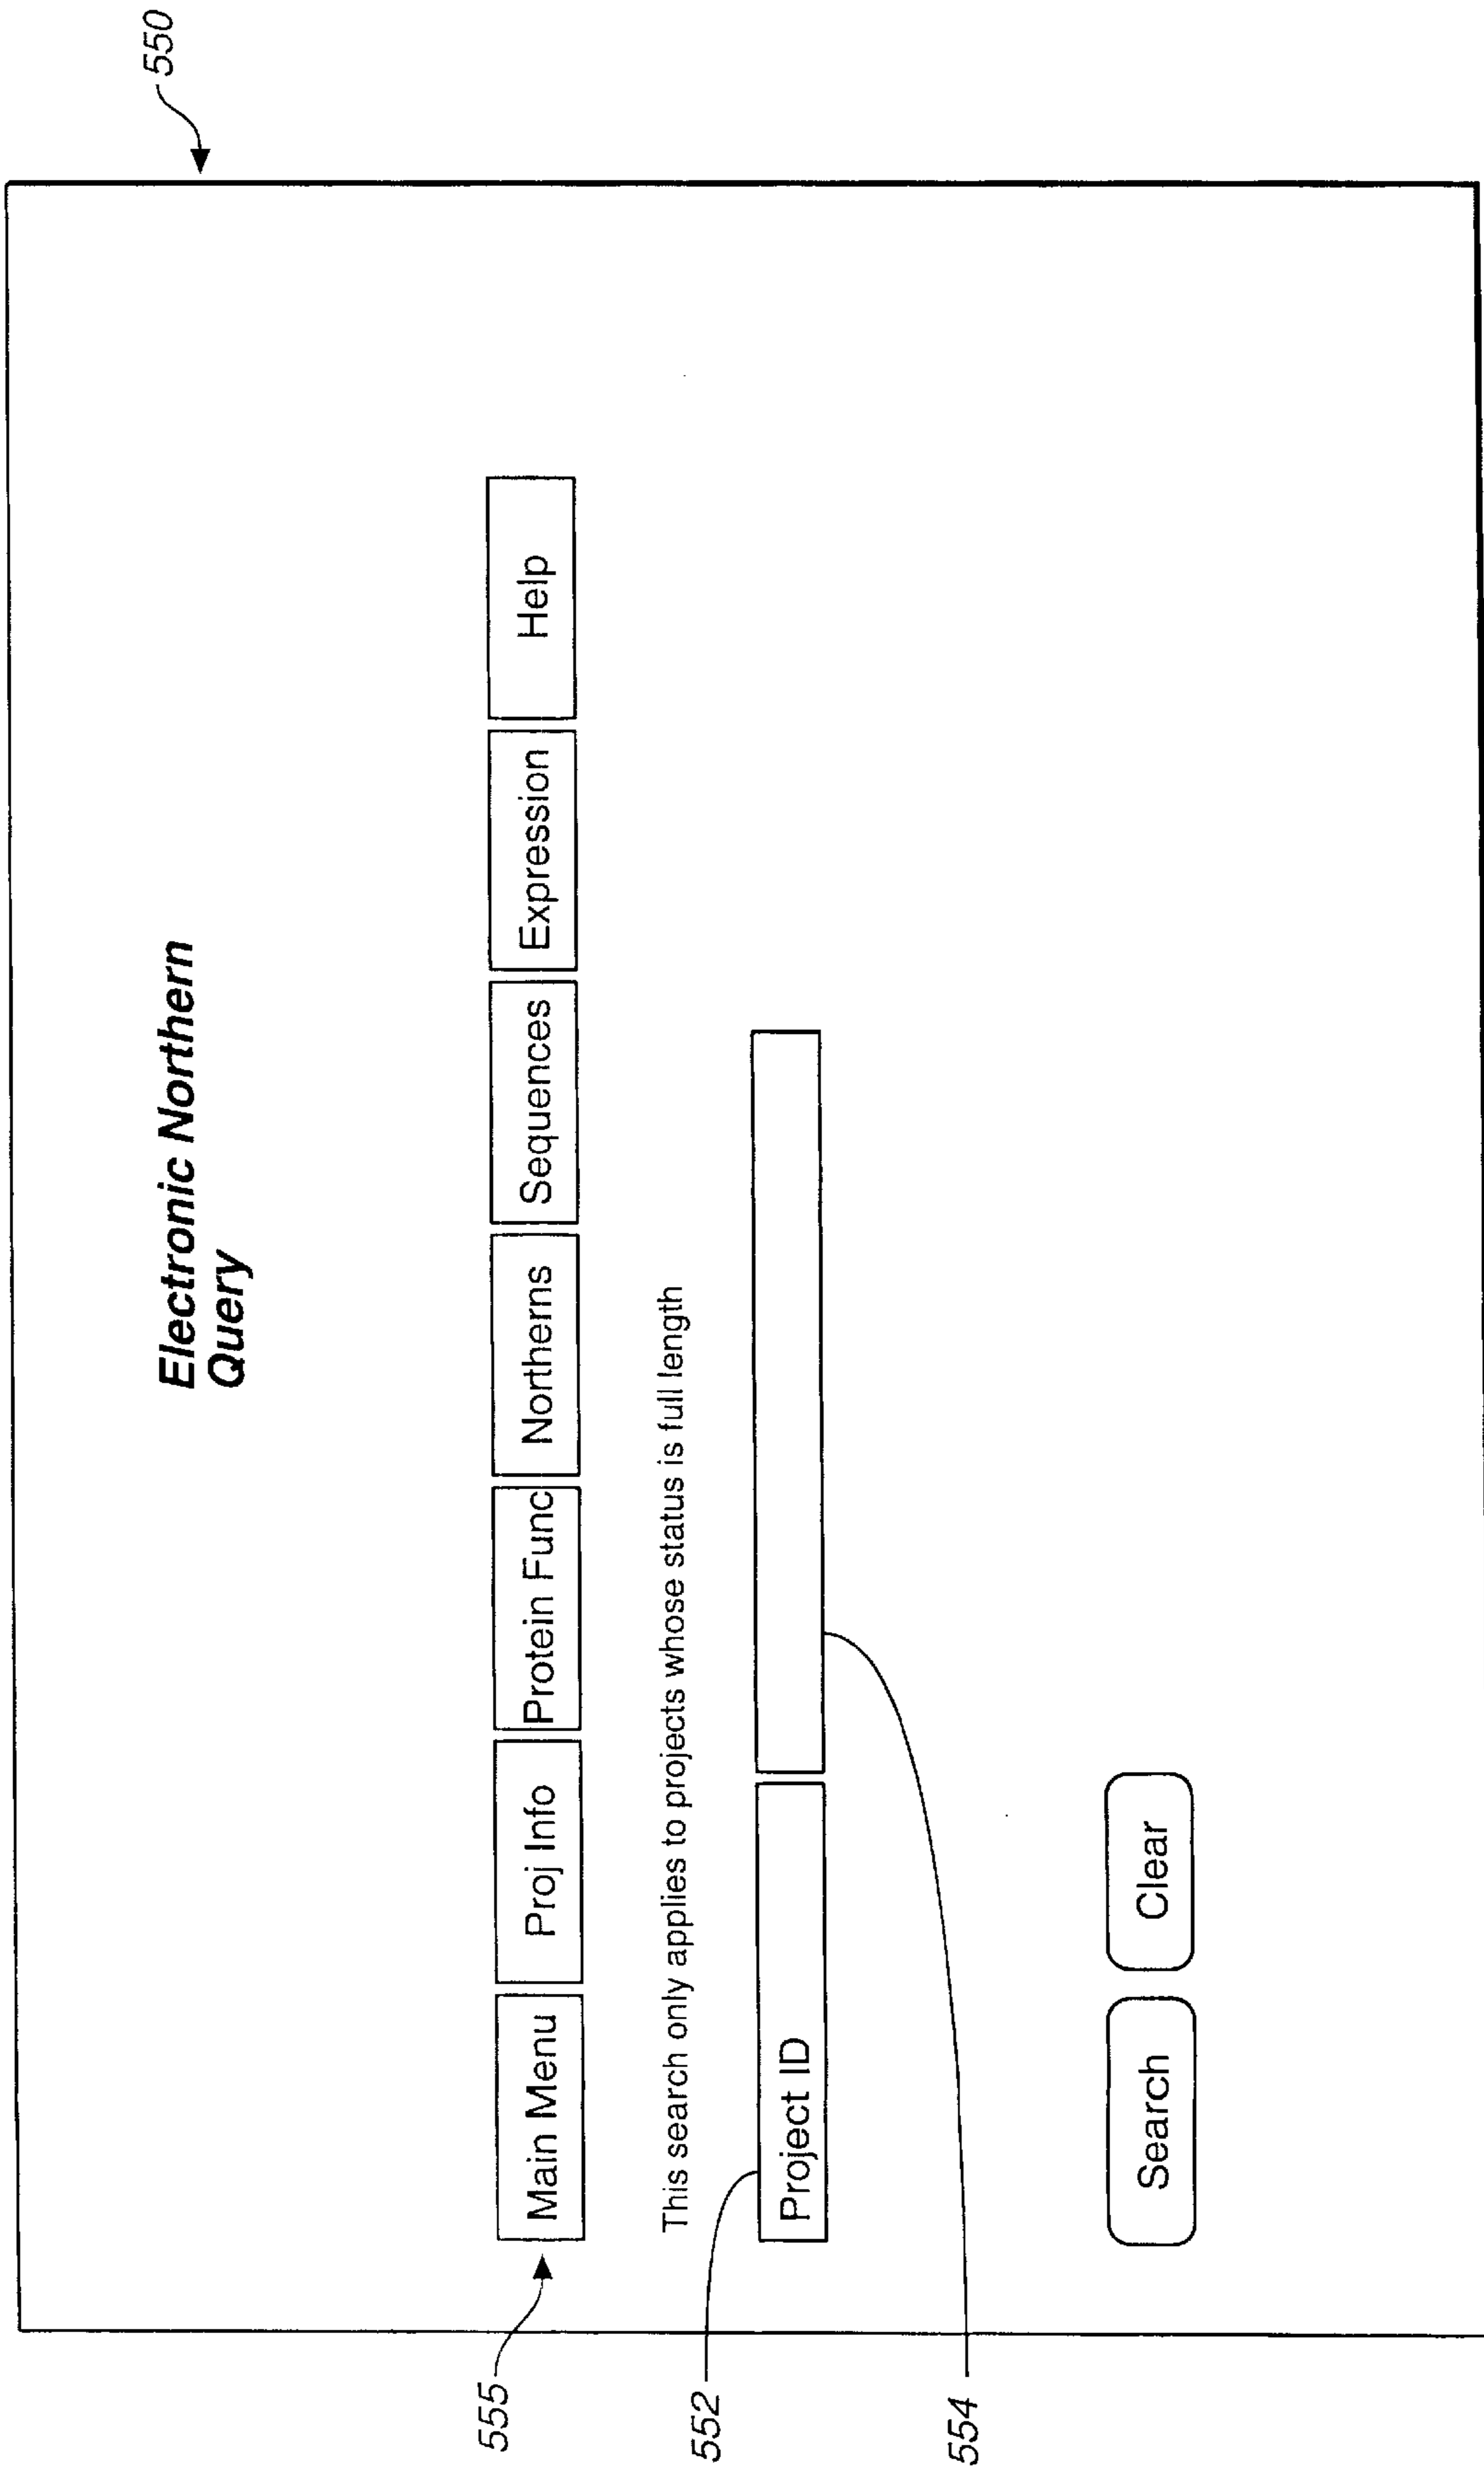 550
Electronic Northern
Query
555
Main Menu Proj Info Protein Func Northerns Sequences Expression Help
This search only applies to projects whose status is full length
552
Project ID
554
Search Clear